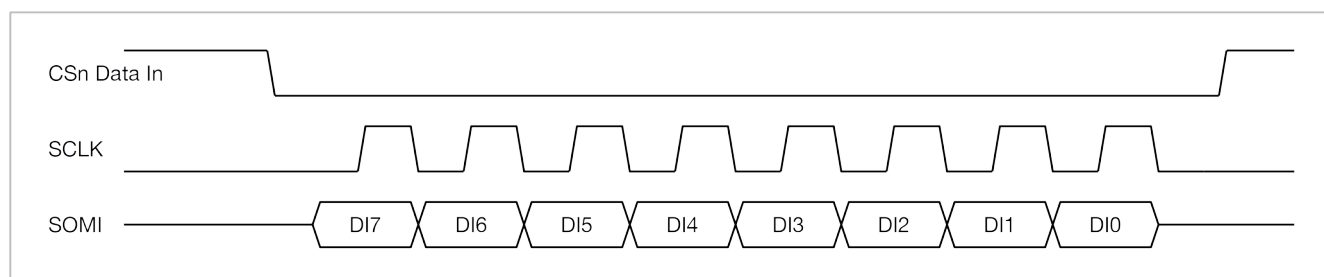 CSn Data In
SCLK
SOMI DI7 DI6 DI5 DI4 DI3 DI2 DI1 DI0